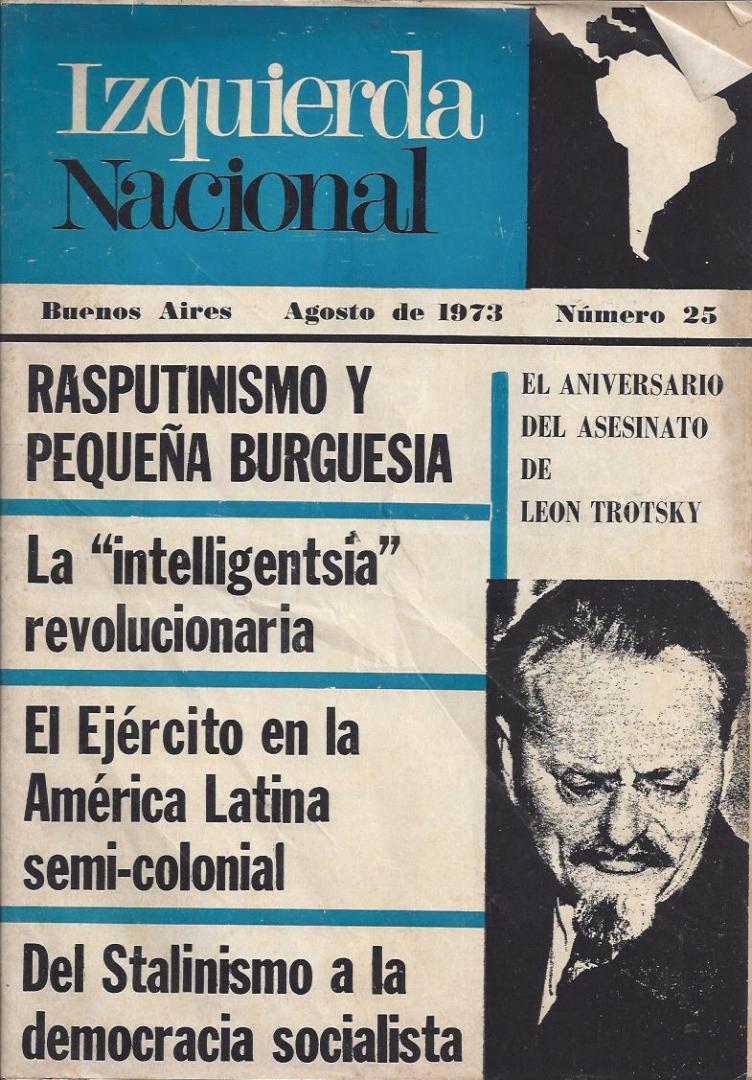 Izquierda
Nacional
Buenos Aires Agosto de 1973 Número 25
RASPUTINISMO Y
PEQUEÑA BURGUESIA
La “intelligentsia”
revolucionaria
El Ejército en la
América Latina
semi-colonial
Del Stalinismo a la
democracia socialista
EL ANIVERSARIO
DEL ASESINATO
DE
LEON TROTSKY